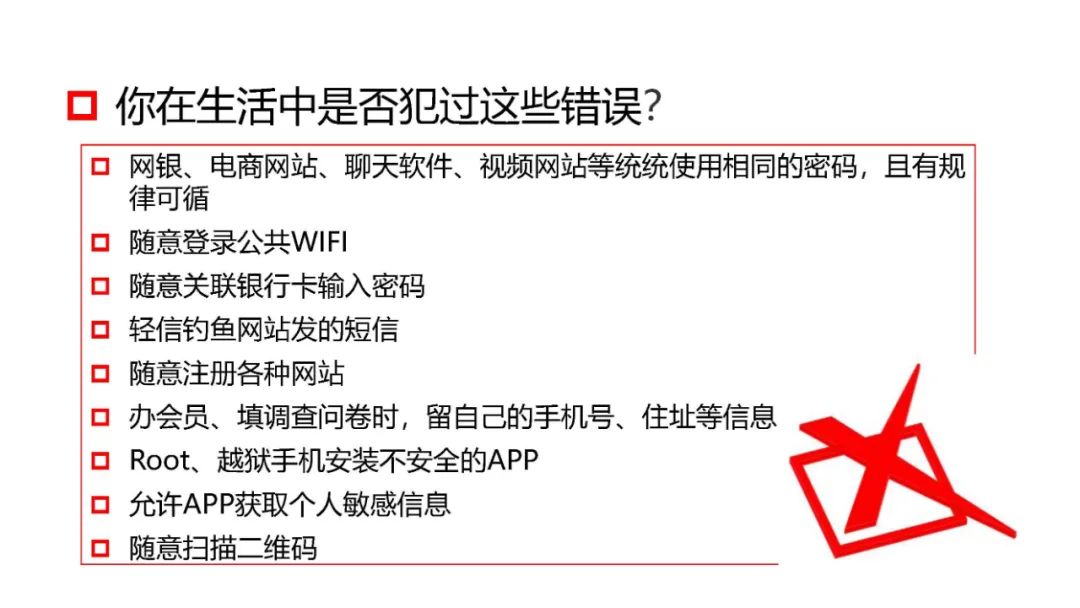 你在生活中是否犯过这些错误？
网银、电商网站、聊天软件、视频网站等统统使用相同的密码，且有规
律可循
随意登录公共WIFI
随意关联银行卡输入密码
轻信钓鱼网站发的短信
随意注册各种网站
办会员、填调查问卷时，留自己的手机号、住址等信息
Root、越狱手机安装不安全的APP
允许APP获取个人敏感信息
随意扫描二维码